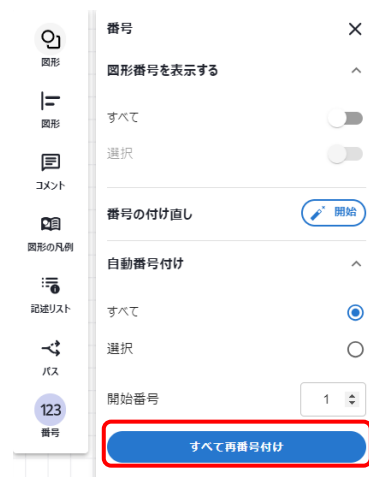 図形
図形
コメント
図形の凡例
記述リスト
パス
123
番号
番号
図形番号を表示する
すべて
選択
番号の付け直し
開始
自動番号付け
すべて
選択
開始番号
1
すべて再番号付け